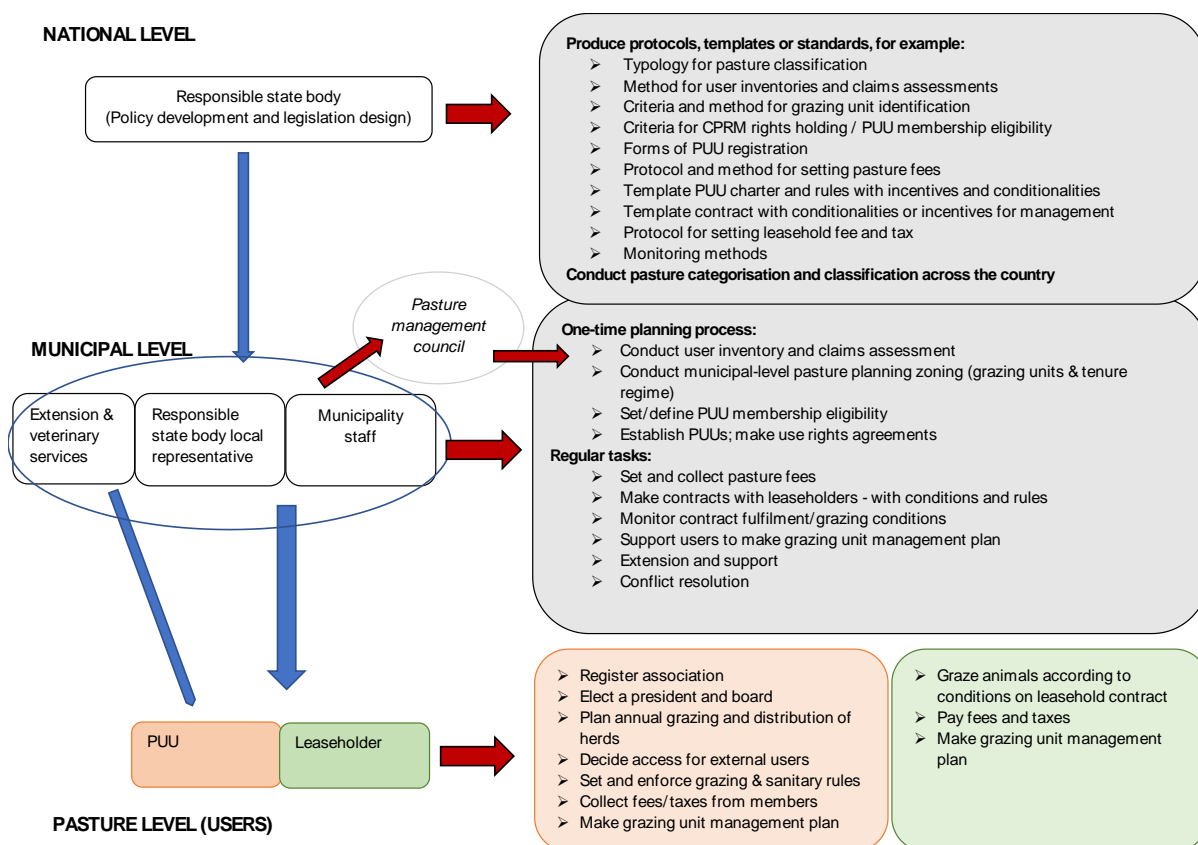 NATIONAL LEVEL
Responsible state body
(Policy development and legislation design)
Produce protocols, templates or standards, for example:
➢ Typology for pasture classification
➢ Method for user inventories and claims assessments
➢ Criteria and method for grazing unit identification
➢ Criteria for CPRM rights holding / PUU membership eligibility
➢ Forms of PUU registration
➢ Protocol and method for setting pasture fees
➢ Template PUU charter and rules with incentives and conditionalities
➢ Template contract with conditionalities or incentives for management
➢ Protocol for setting leasehold fee and tax
➢ Monitoring methods
Conduct pasture categorisation and classification across the country
Pasture
management
council
MUNICIPAL LEVEL
Extension &
veterinary
services
Responsible
state body local
representative
Municipality
staff
One-time planning process:
➢ Conduct user inventory and claims assessment
➢ Conduct municipal-level pasture planning zoning (grazing units & tenure
regime)
➢ Set/define PUU membership eligibility
➢ Establish PUUs; make use rights agreements
Regular tasks:
➢ Set and collect pasture fees
➢ Make contracts with leaseholders - with conditions and rules
➢ Monitor contract fulfilment/grazing conditions
➢ Support users to make grazing unit management plan
➢ Extension and support
➢ Conflict resolution
PUU
Leaseholder
PASTURE LEVEL (USERS)
➢ Register association
➢ Elect a president and board
➢ Plan annual grazing and distribution of
herds
➢ Decide access for external users
➢ Set and enforce grazing & sanitary rules
➢ Collect fees/taxes from members
➢ Make grazing unit management plan
➢ Graze animals according to
conditions on leasehold contract
➢ Pay fees and taxes
➢ Make grazing unit management
plan